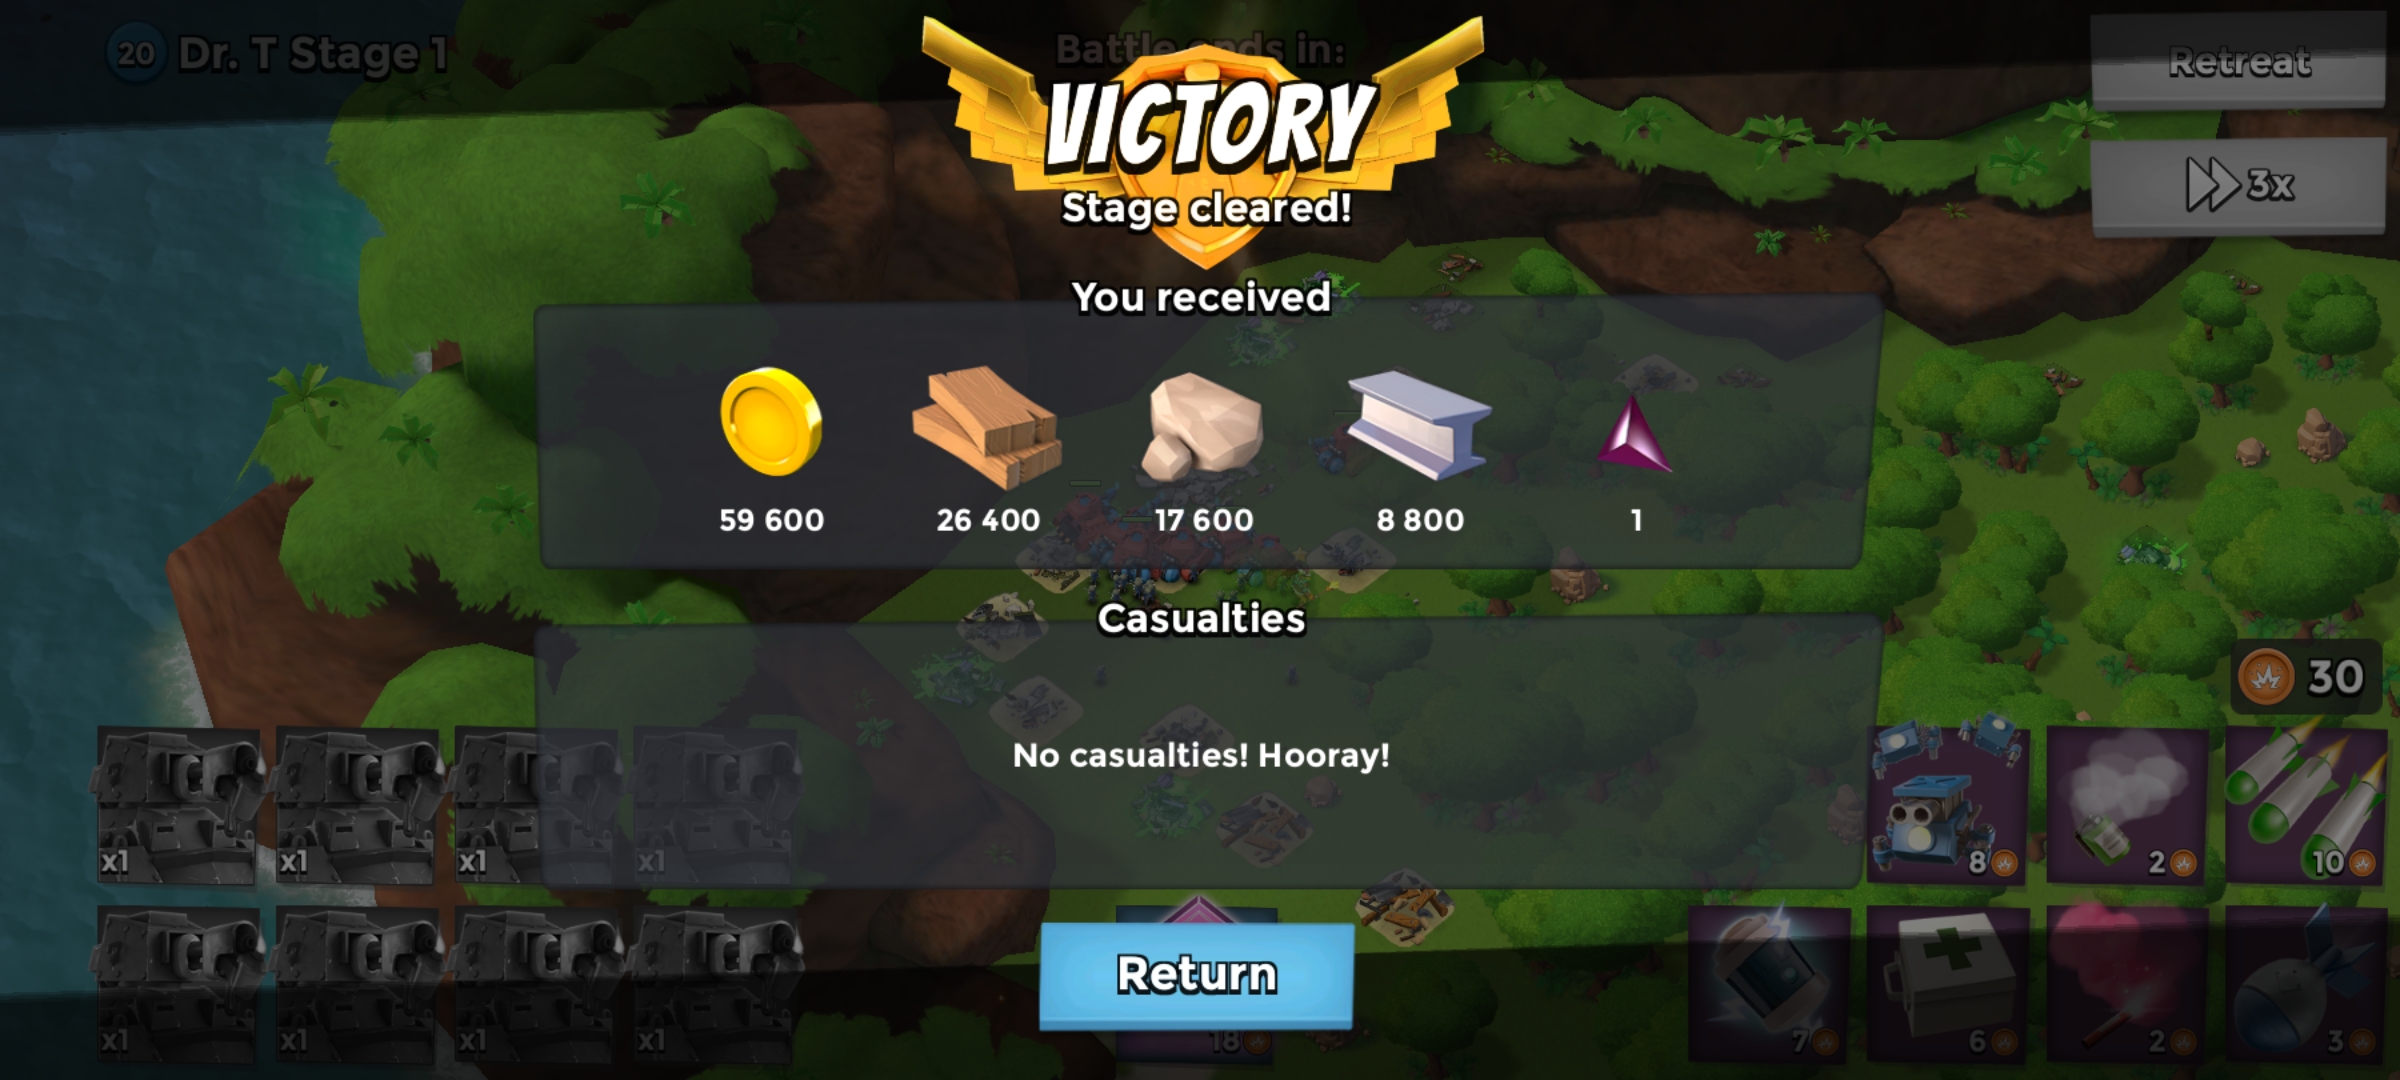 20 Dr. T Stage 1
Battle ends in:
Retreat
3x
VICTORY
Stage cleared!
You received
59 600
26 400
17 600
8 800
1
Casualties
No casualties! Hooray!
30
x1
x1
x1
x1
8
2
10
Return
x1
x1
x1
x1
18
7
6
2
3